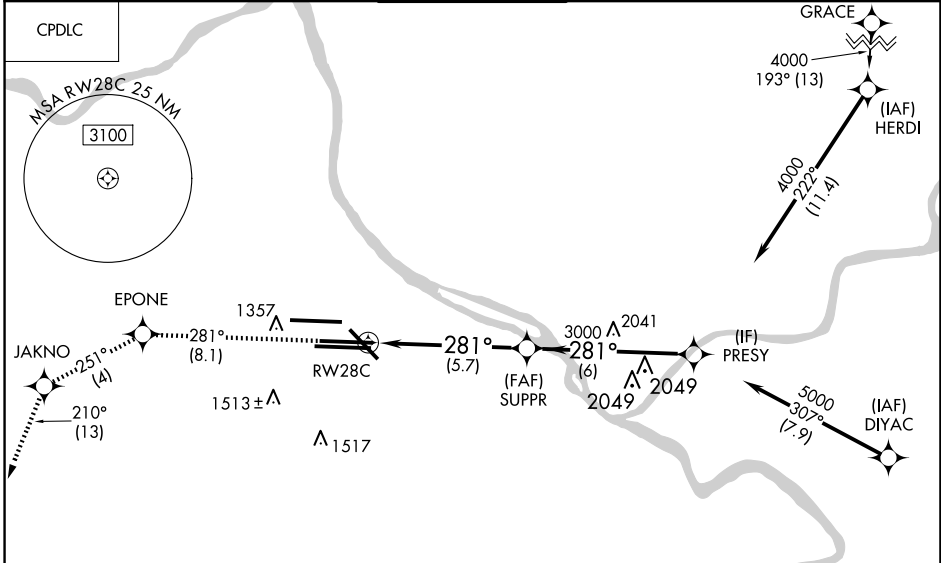 CPDLC
MSA RW28C 25 NM
3100
GRACE
4000
193° (13)
(IAF)
HERDI
4000
222°
(11.4)
EPONE
1357
281°
(8.1)
JAKNO
251°
(4)
210°
(13)
RW28C
1513 ±
1517
281°
(5.7)
(FAF)
SUPPR
3000
281°
(6)
2041
2049
2049
(IF)
PRESY
5000
307°
(7.9)
(IAF)
DIYAC